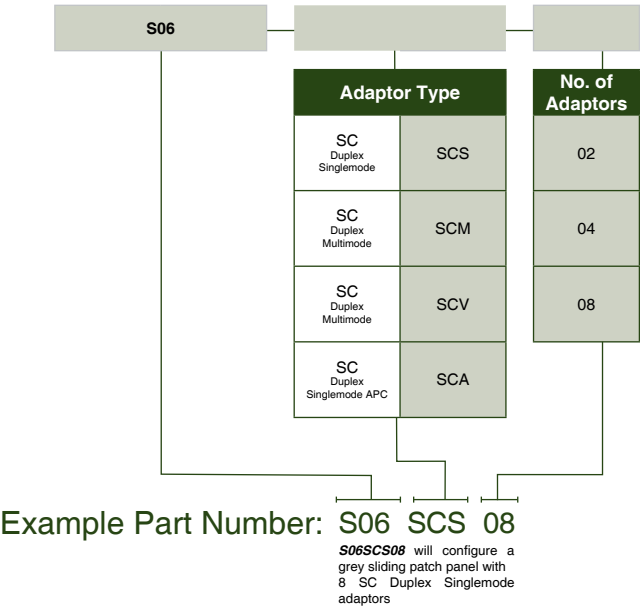 S06
Adaptor Type
No. of
Adaptors
SC
Duplex
Singlemode
SCS
02
SC
Duplex
Multimode
SCM
04
SC
Duplex
Multimode
SCV
08
SC
Duplex
Singlemode APC
SCA
Example Part Number: S06 SCS 08
S06SCS08 will configure a
grey sliding patch panel with
8 SC Duplex Singlemode
adaptors